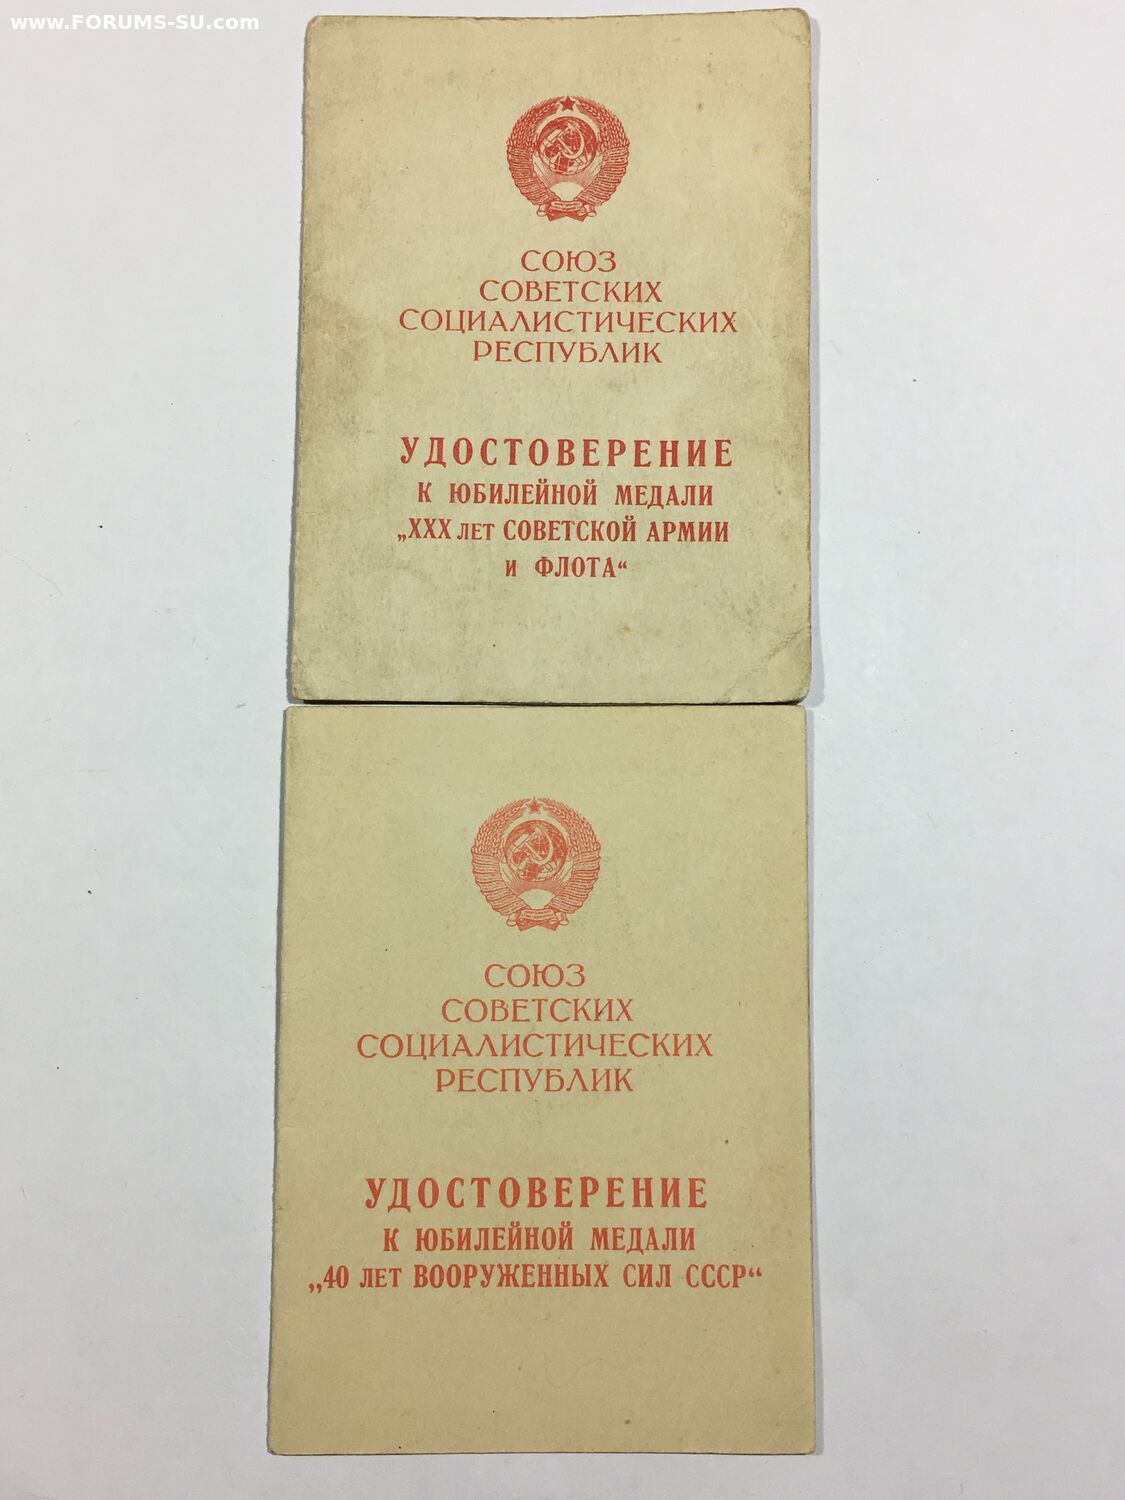 www.FORUMS-SU.com
СОЮЗ
СОВЕТСКИХ
СОЦИАЛИСТИЧЕСКИХ
РЕСПУБЛИК
УДОСТОВЕРЕНИЕ
К ЮБИЛЕЙНОЙ МЕДАЛИ
„XXX ЛЕТ СОВЕТСКОЙ АРМИИ
И ФЛОТА“
СОЮЗ
СОВЕТСКИХ
СОЦИАЛИСТИЧЕСКИХ
РЕСПУБЛИК
УДОСТОВЕРЕНИЕ
К ЮБИЛЕЙНОЙ МЕДАЛИ
„40 ЛЕТ ВООРУЖЕННЫХ СИЛ СССР“